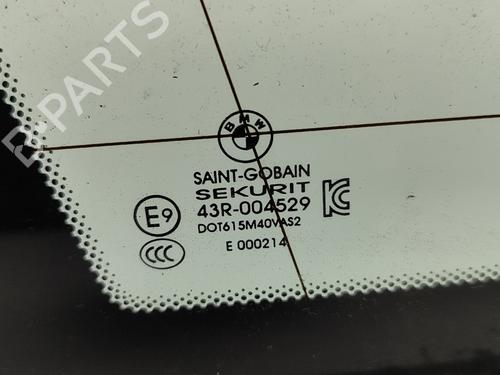 B-PARTS
BMW
SAINT-GOBAIN
SEKURIT
E9
43R-004529
DOT615M40VAS2
CCC
E 000214